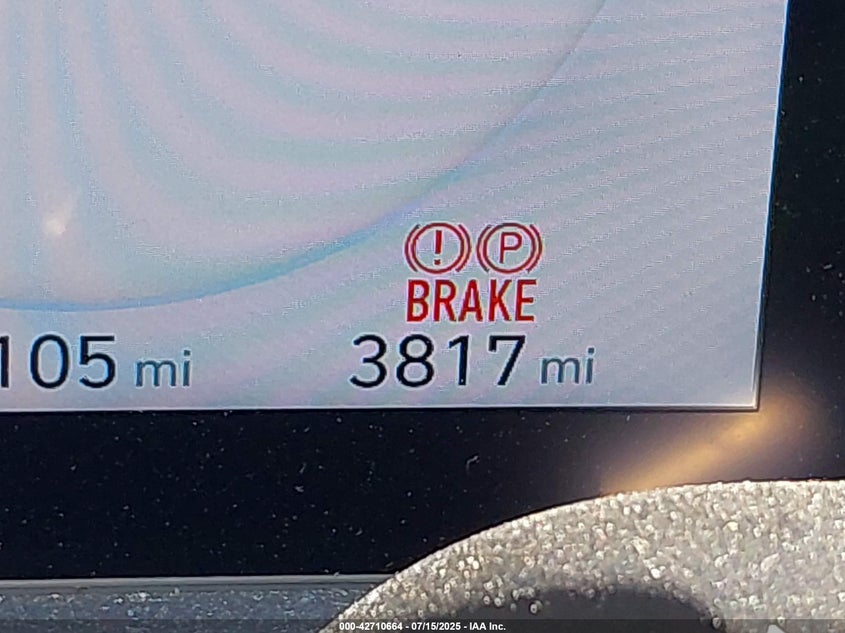 ! P
BRAKE
105 mi 3817 mi
000-42710664 - 07/15/2025 - IAA Inc.